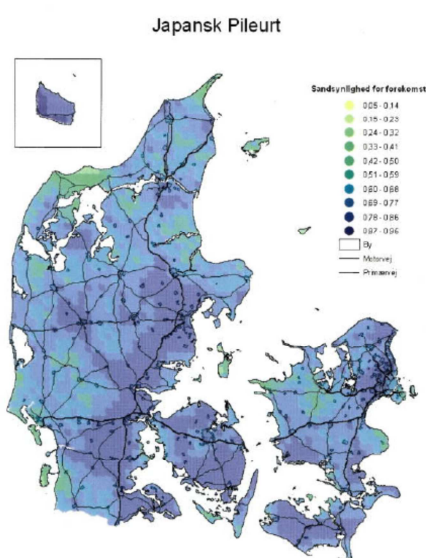 Japansk Pileurt
Sandsynlighed for forekomst
0.05 - 0.14
0.15 - 0.23
0.24 - 0.32
0.33 - 0.41
0.42 - 0.50
0.51 - 0.59
0.60 - 0.68
0.69 - 0.77
0.78 - 0.86
0.87 - 0.96
By
Motorvej
Primærvej